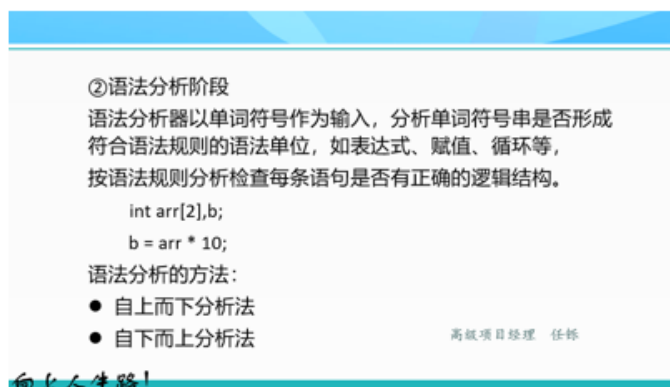 ②语法分析阶段
语法分析器以单词符号作为输入，分析单词符号串是否形成
符合语法规则的语法单位，如表达式、赋值、循环等，
按语法规则分析检查每条语句是否有正确的逻辑结构。
int arr[2],b;
b = arr * 10;
语法分析的方法：
● 自上而下分析法
● 自下而上分析法
高级项目经理 任铄
向上人生路！